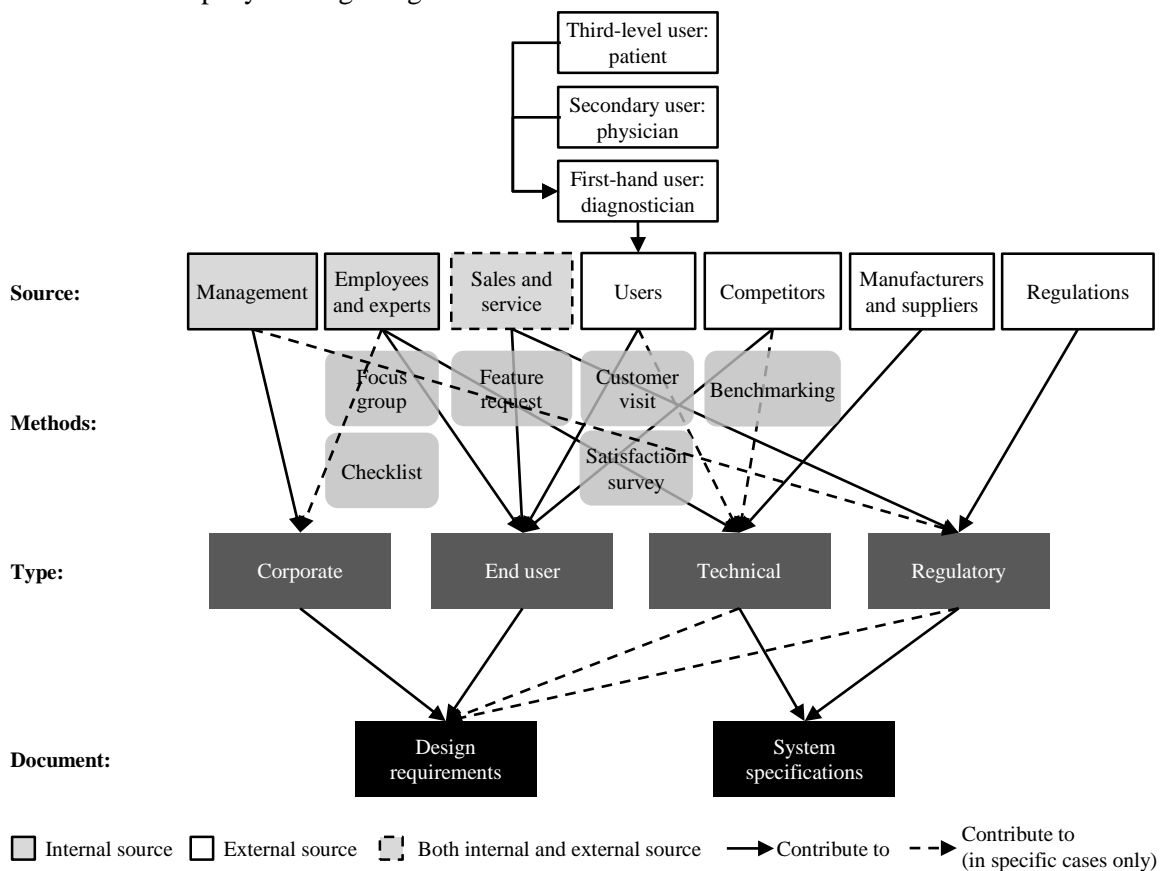 Third-level user:
patient
Secondary user:
physician
First-hand user:
diagnostician
Source:
Management
Employees
and experts
Sales and
service
Users
Competitors
Manufacturers
and suppliers
Regulations
Methods:
Focus
group
Feature
request
Customer
visit
Benchmarking
Checklist
Satisfaction
survey
Type:
Corporate
End user
Technical
Regulatory
Document:
Design
requirements
System
specifications
Internal source
External source
Both internal and external source
Contribute to
Contribute to
(in specific cases only)